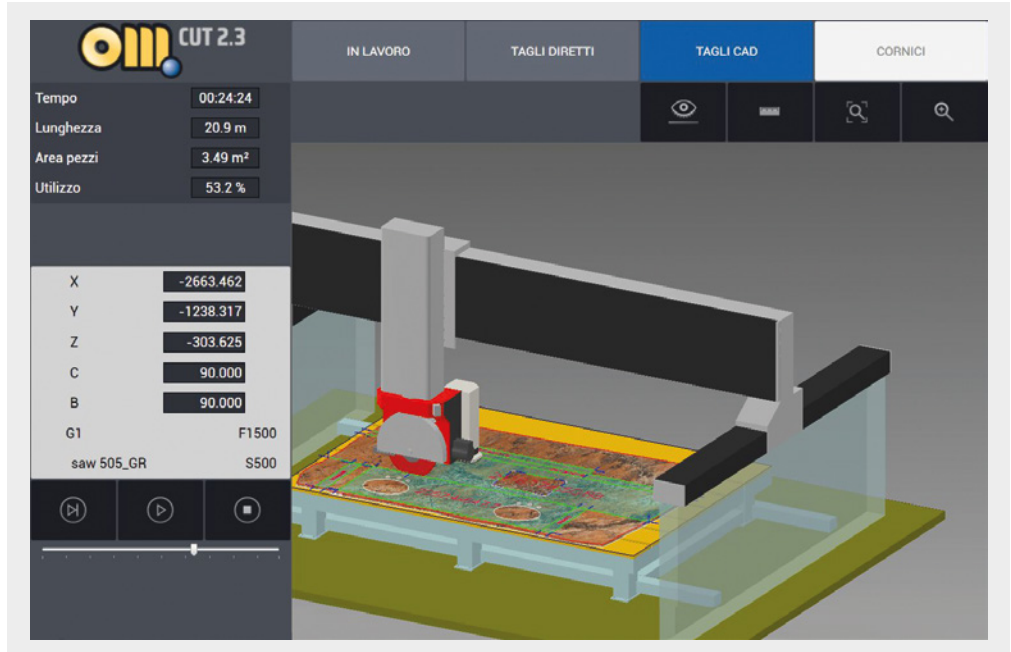 om CUT 2.3
IN LAVORO
TAGLI DIRETTI
TAGLI CAD
CORNICI
Tempo 00:24:24
Lunghezza 20.9 m
Area pezzi 3.49 m²
Utilizzo 53.2 %
X -2663.462
Y -1238.317
Z -303.625
C 90.000
B 90.000
G1 F1500
saw 505_GR S500